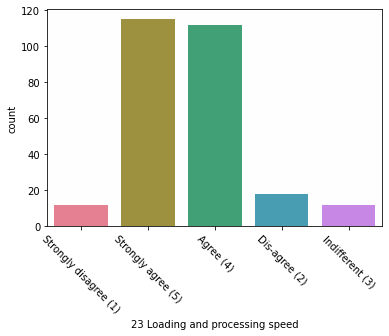 120
100
80
60
40
20
0
count
Strongly disagree (1)
Strongly agree (5)
Agree (4)
Dis-agree (2)
Indifferent (3)
23 Loading and processing speed